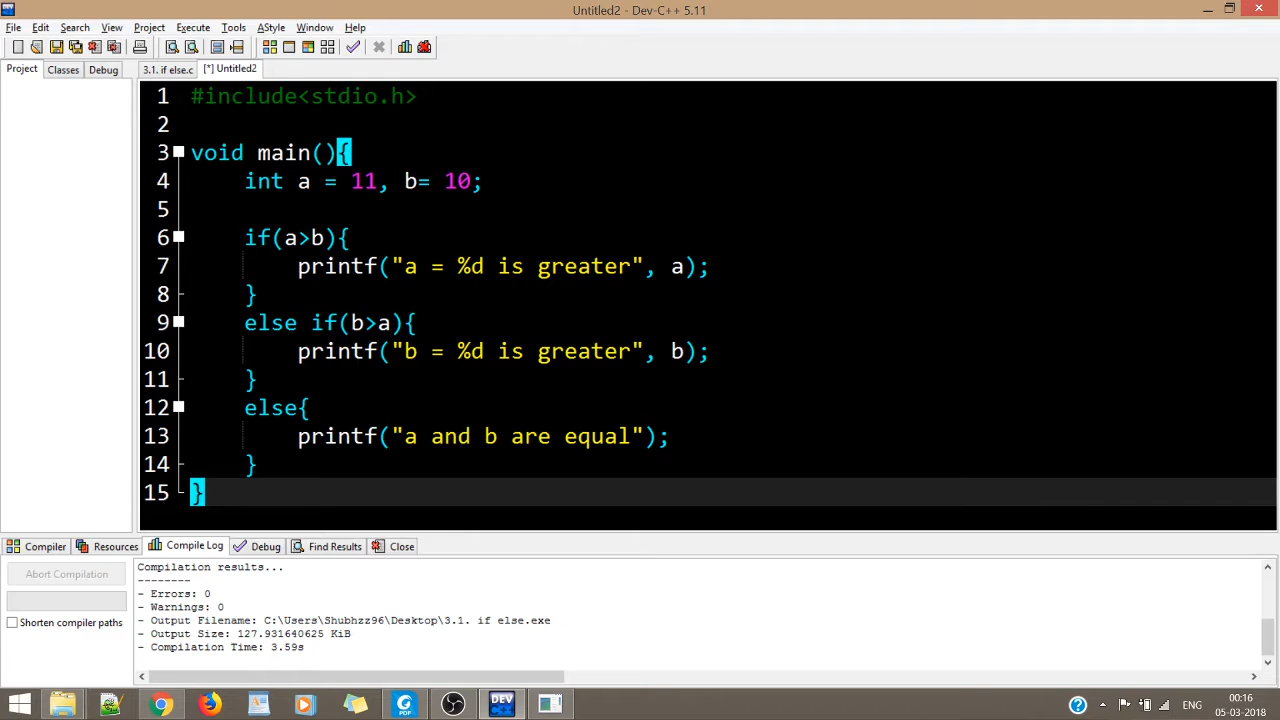 Untitled2 - Dev-C++ 5.11
File Edit Search View Project Execute Tools AStyle Window Help
Project Classes Debug 3.1. if else.c [*] Untitled2
1 #include<stdio.h>
2
3 void main(){
4 int a = 11, b= 10;
5
6 if(a>b){
7 printf("a = %d is greater", a);
8 }
9 else if(b>a){
10 printf("b = %d is greater", b);
11 }
12 else{
13 printf("a and b are equal");
14 }
15 }
Compiler Resources Compile Log Debug Find Results Close
Abort Compilation
Shorten compiler paths
Compilation results...
--------
- Errors: 0
- Warnings: 0
- Output Filename: C:\Users\Shubhzz96\Desktop\3.1. if else.exe
- Output Size: 127.931640625 KiB
- Compilation Time: 3.59s
PDF DEV C++ ENG 00:16
05-03-2018